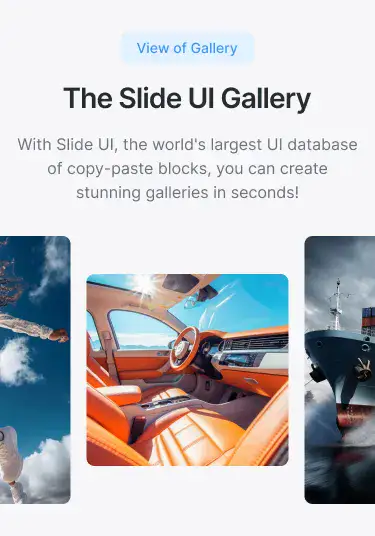 View of Gallery
The Slide UI Gallery
With Slide UI, the world's largest UI database
of copy-paste blocks, you can create
stunning galleries in seconds!